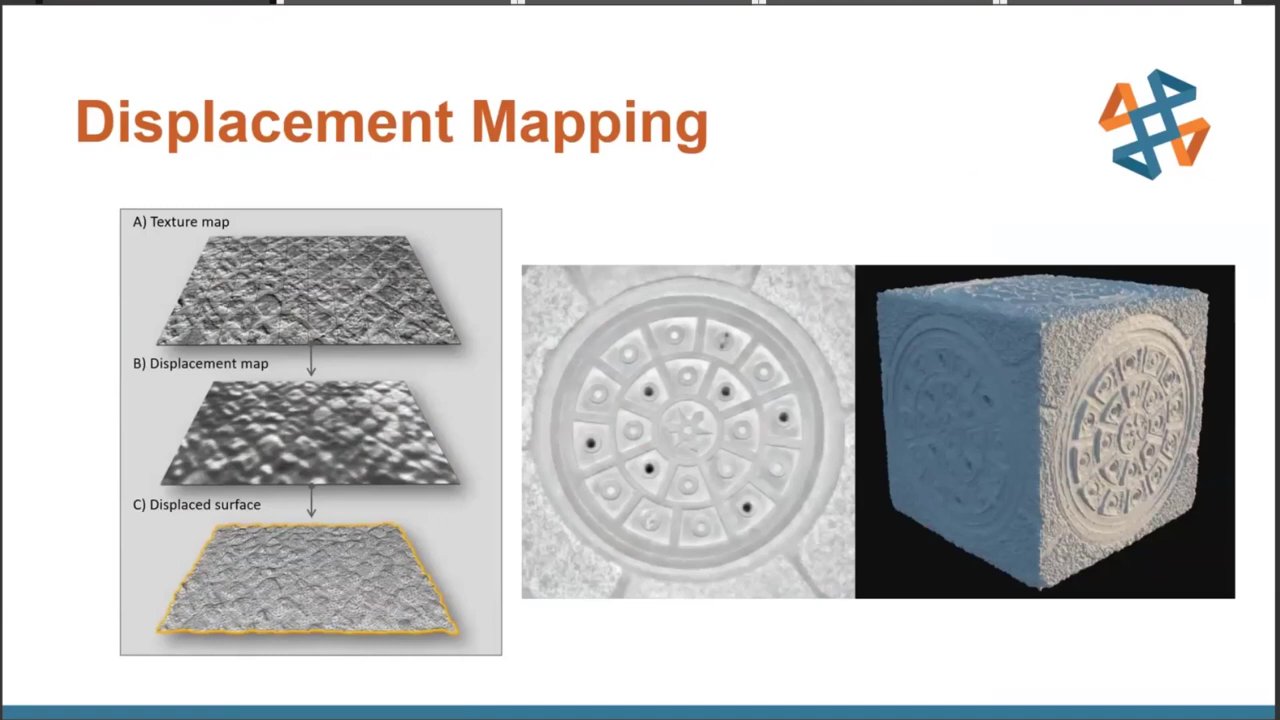 Displacement Mapping
A) Texture map
B) Displacement map
C) Displaced surface